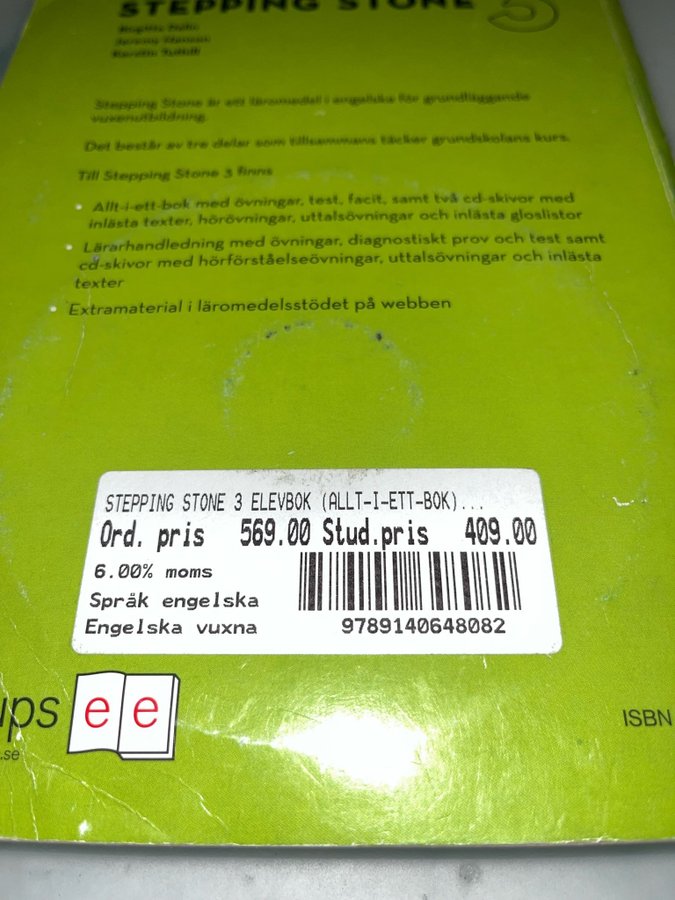 STEPPING STONE 3
Birgitta Dalin
Jeremy Hanson
Kerstin Tuthill
Stepping Stone är ett läromedel i engelska för grundläggande
vuxenutbildning.
Det består av tre delar som tillsammans täcker grundskolans kurs.
Till Stepping Stone 3 finns
• Allt-i-ett-bok med övningar, test, facit, samt två cd-skivor med
inlästa texter, hörövningar, uttalsövningar och inlästa gloslistor
• Lärarhandledning med övningar, diagnostiskt prov och test samt
cd-skivor med hörförståelseövningar, uttalsövningar och inlästa
texter
• Extramaterial i läromedelsstödet på webben
STEPPING STONE 3 ELEVBOK (ALLT-I-ETT-BOK)...
Ord. pris 569.00 Stud.pris 409.00
6.00% moms
Språk engelska
Engelska vuxna
9789140648082
ups ee
.se
ISBN